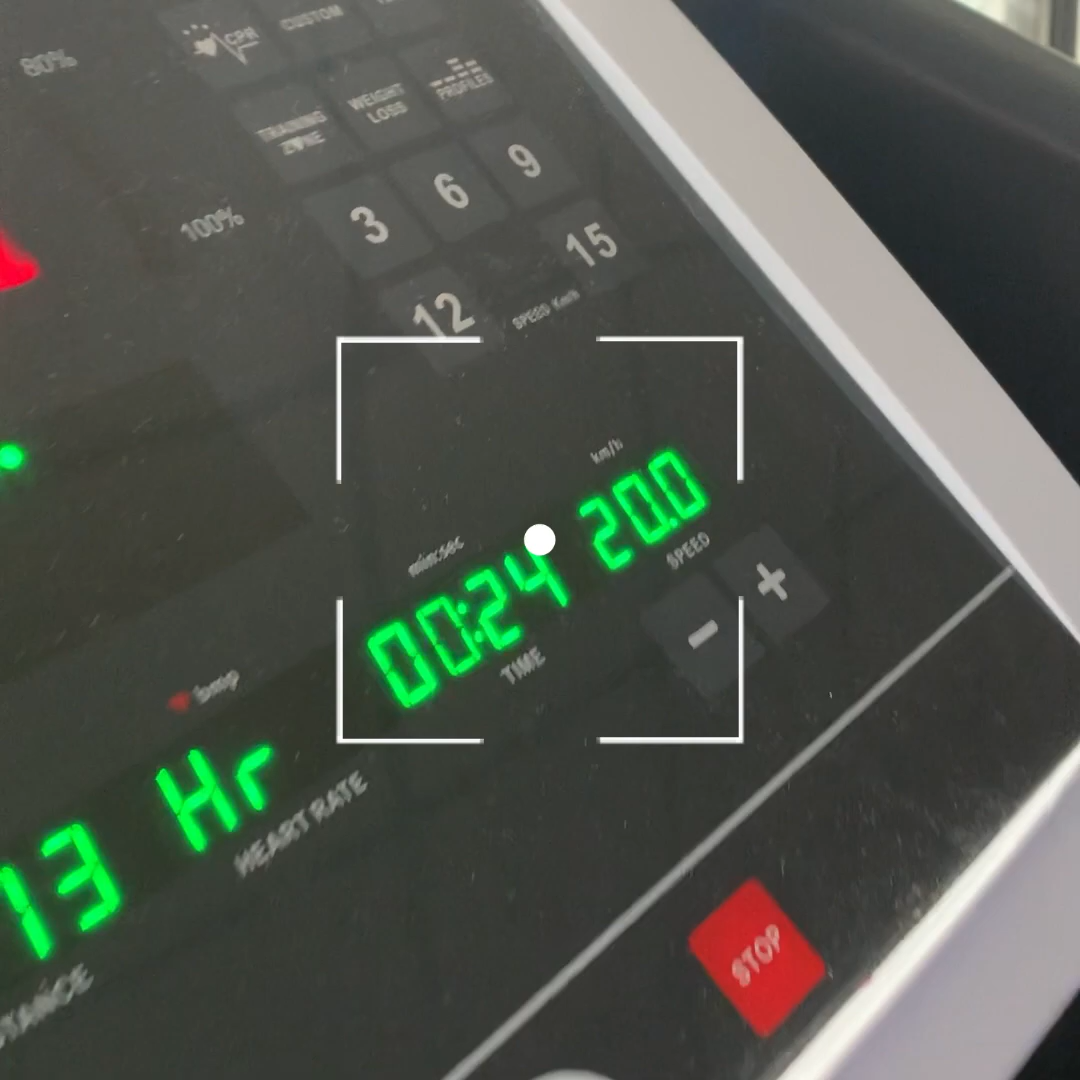 80%
CPR
CUSTOM
TRAINING
ZONE
WEIGHT
LOSS
PROFILES
100%
3
6
9
12
15
SPEED Km/h
km/h
20.0
SPEED
min:sec
00:24
TIME
- +
bmp
Hr
HEART RATE
13
STOP